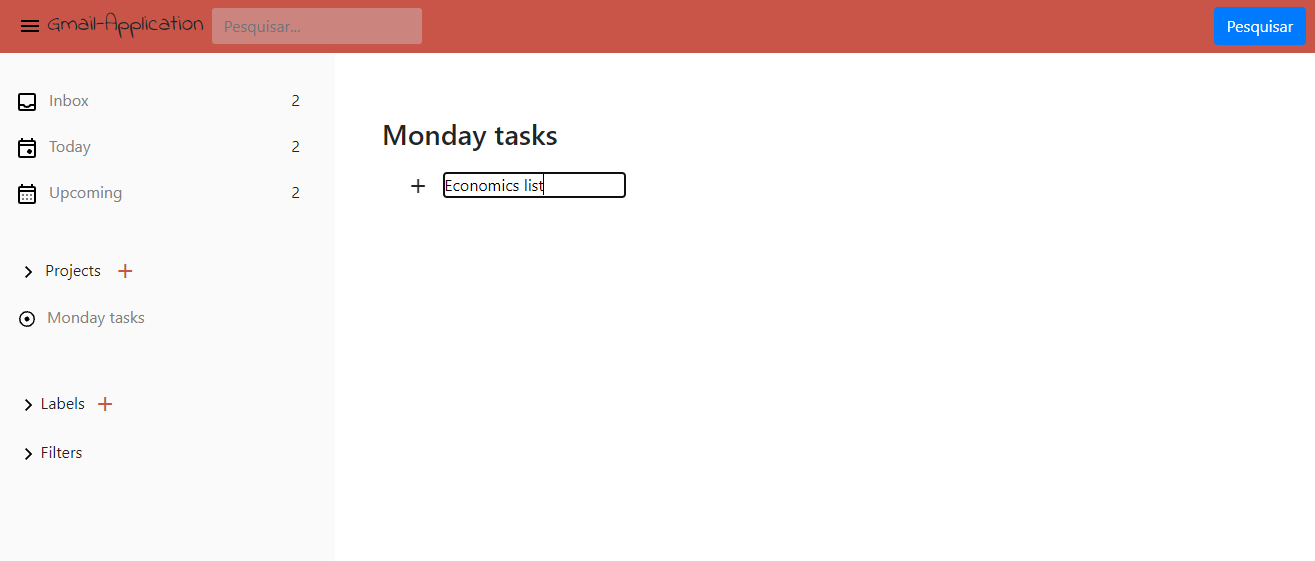 Gmail-Application Pesquisar... Pesquisar
Inbox 2
Today 2
Upcoming 2
Projects +
Monday tasks
Labels +
Filters
Monday tasks
+ Economics list